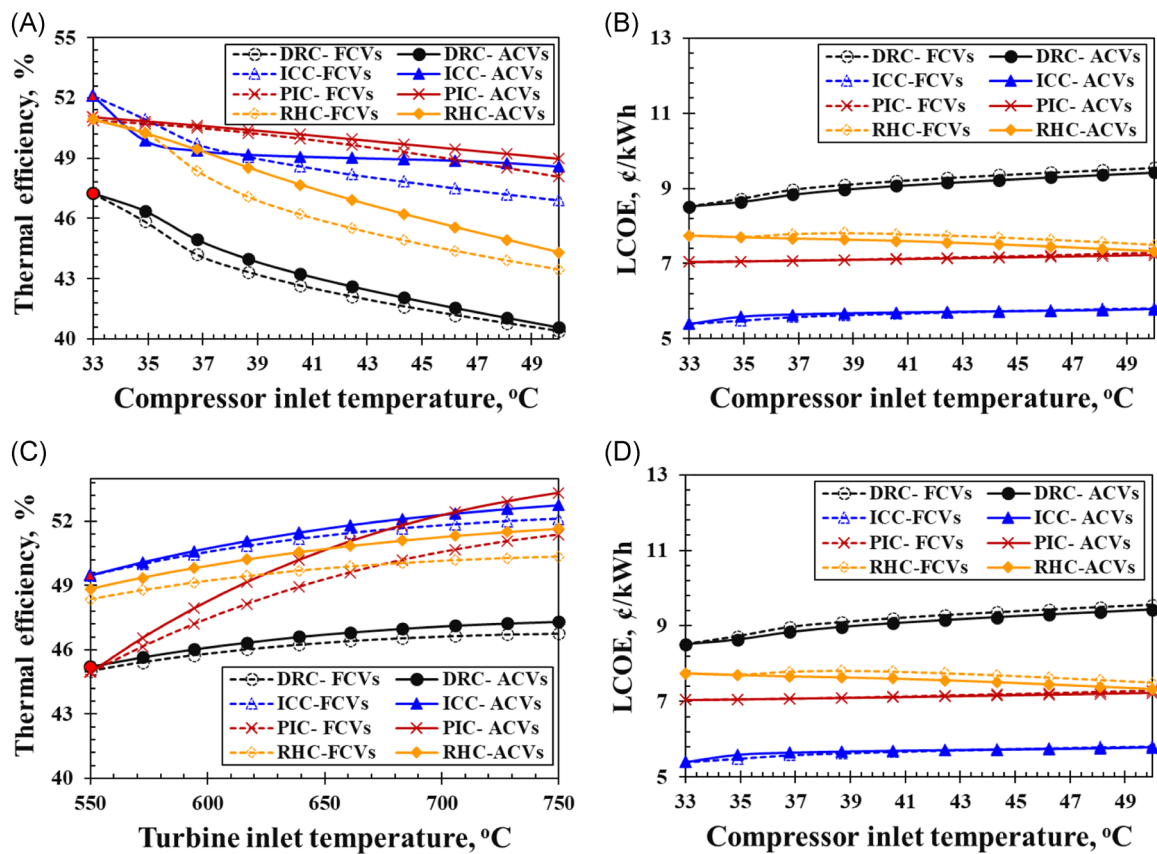 (A)
55
52
49
46
43
40
Thermal efficiency, %
DRC- FCVs DRC- ACVs
ICC-FCVs ICC- ACVs
PIC- FCVs PIC- ACVs
RHC-FCVs RHC-ACVs
33 35 37 39 41 43 45 47 49
Compressor inlet temperature, °C
(B)
13
11
9
7
5
LCOE, ¢/kWh
DRC- FCVs DRC- ACVs
ICC-FCVs ICC- ACVs
PIC- FCVs PIC- ACVs
RHC-FCVs RHC-ACVs
33 35 37 39 41 43 45 47 49
Compressor inlet temperature, °C
(C)
52
49
46
43
40
Thermal efficiency, %
DRC- FCVs DRC- ACVs
ICC-FCVs ICC- ACVs
PIC- FCVs PIC- ACVs
RHC-FCVs RHC-ACVs
550 600 650 700 750
Turbine inlet temperature, °C
(D)
13
11
9
7
5
LCOE, ¢/kWh
DRC- FCVs DRC- ACVs
ICC-FCVs ICC- ACVs
PIC- FCVs PIC- ACVs
RHC-FCVs RHC-ACVs
33 35 37 39 41 43 45 47 49
Compressor inlet temperature, °C